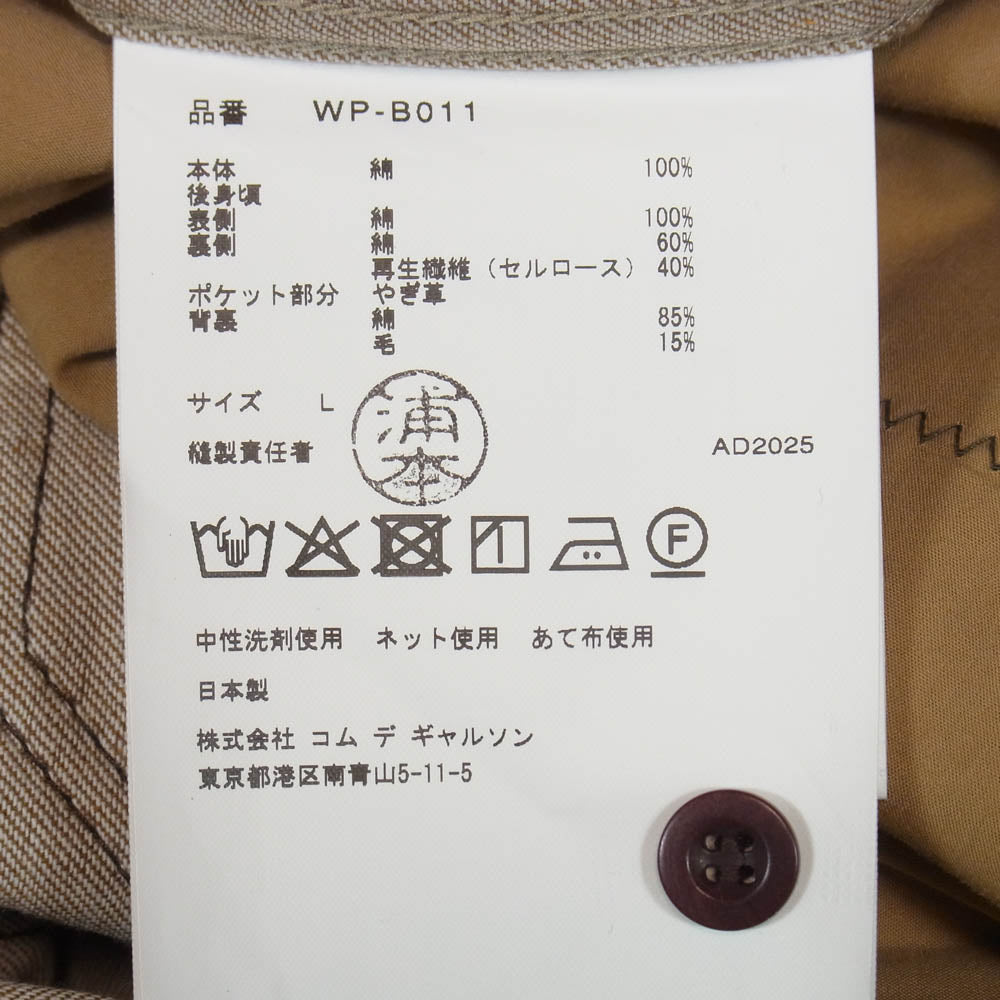 品番 WP-B011
本体 綿 100%
後身頃
表側 綿 100%
裏側 綿 60%
再生繊維(セルロース) 40%
ポケット部分 やぎ革
背裏 綿 85%
毛 15%
サイズ L
縫製責任者 浦本
AD2025
F
中性洗剤使用 ネット使用 あて布使用
日本製
株式会社 コム デ ギャルソン
東京都港区南青山5-11-5